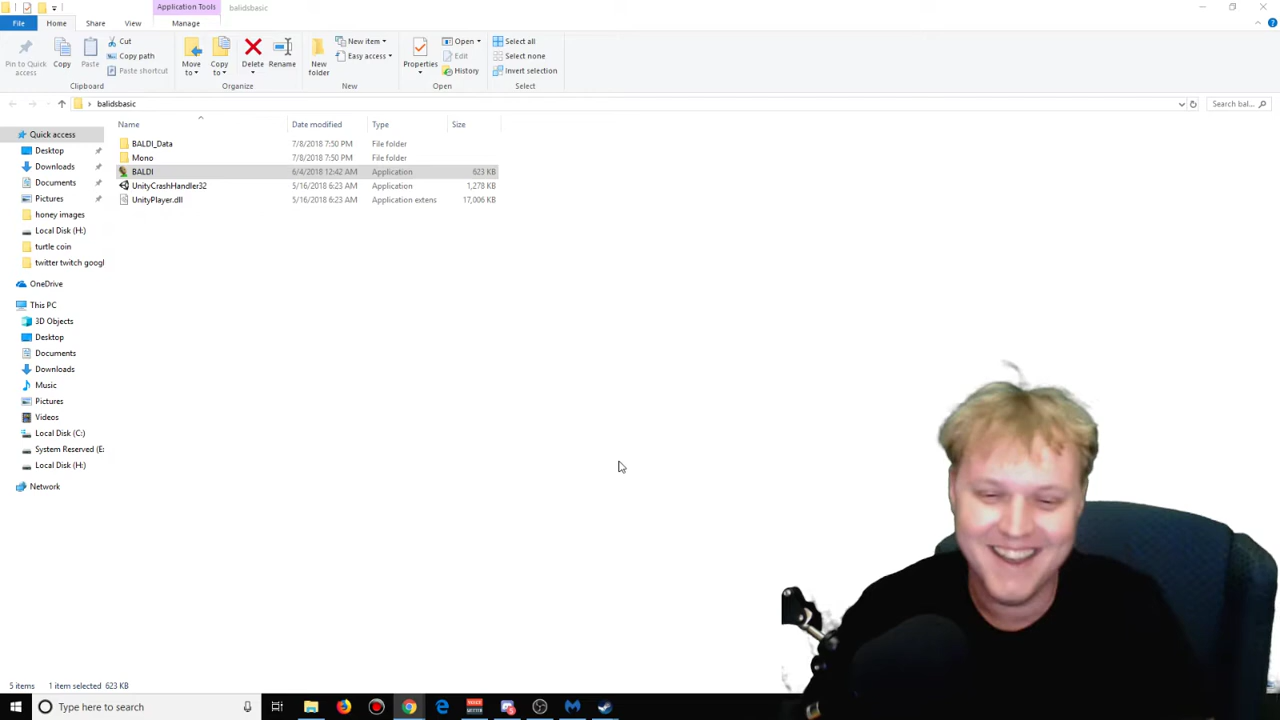 Application Tools
balidsbasic
File
Home
Share
View
Manage
Pin to Quick access
Copy
Paste
Cut
Copy path
Paste shortcut
Clipboard
Move to
Copy to
Delete
Rename
Organize
New folder
New item
Easy access
New
Properties
Open
Edit
History
Open
Select all
Select none
Invert selection
Select
balidsbasic
Search bal...
Name
Date modified
Type
Size
BALDI_Data 7/8/2018 7:50 PM File folder
Mono 7/8/2018 7:50 PM File folder
BALDI 6/4/2018 12:42 AM Application 623 KB
UnityCrashHandler32 5/16/2018 6:23 AM Application 1,278 KB
UnityPlayer.dll 5/16/2018 6:23 AM Application extens 17,006 KB
Quick access
Desktop
Downloads
Documents
Pictures
honey images
Local Disk (H:)
turtle coin
twitter twitch googl
OneDrive
This PC
3D Objects
Desktop
Documents
Downloads
Music
Pictures
Videos
Local Disk (C:)
System Reserved (E:
Local Disk (H:)
Network
5 items
1 item selected 623 KB
Type here to search